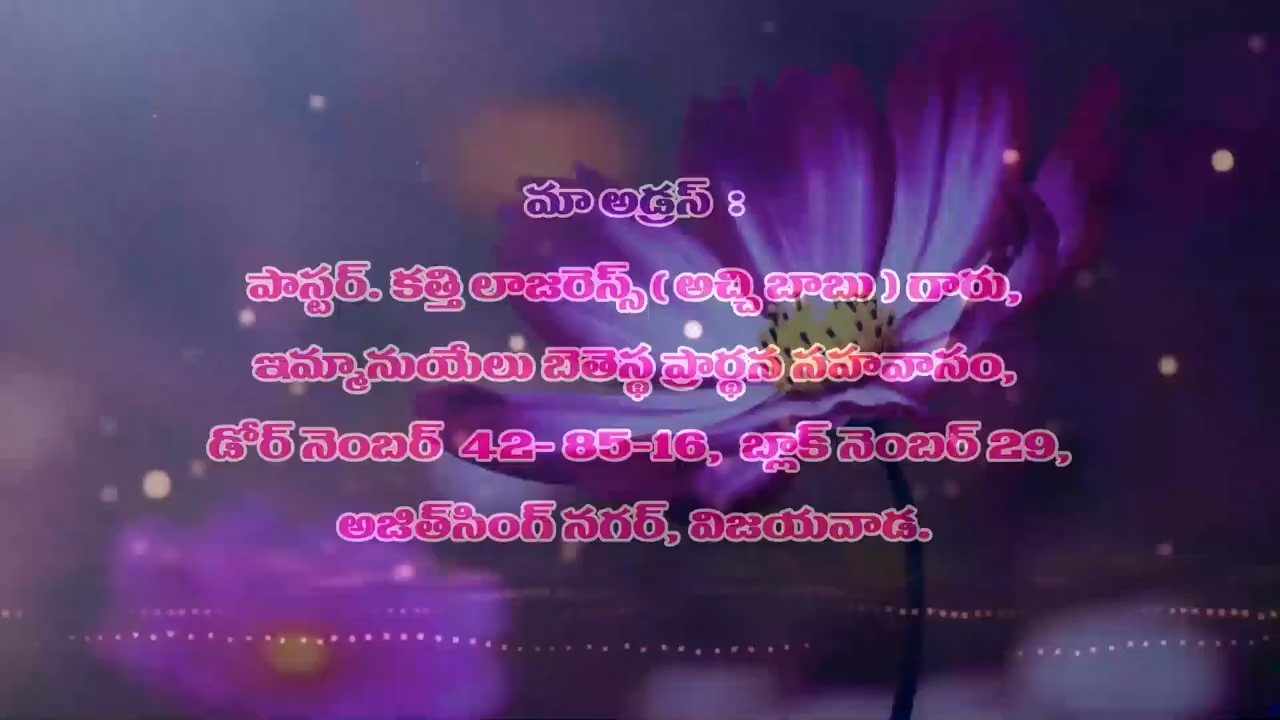 మా అడ్రస్ :
పాస్టర్. కత్తి లాజరెస్స్ ( అచ్చి బాబు ) గారు,
ఇమ్మానుయేలు బెతెస్థ ప్రార్థన సహవాసం,
డోర్ నెంబర్ 42- 85-16, బ్లాక్ నెంబర్ 29,
అజిత్‌సింగ్ నగర్, విజయవాడ.